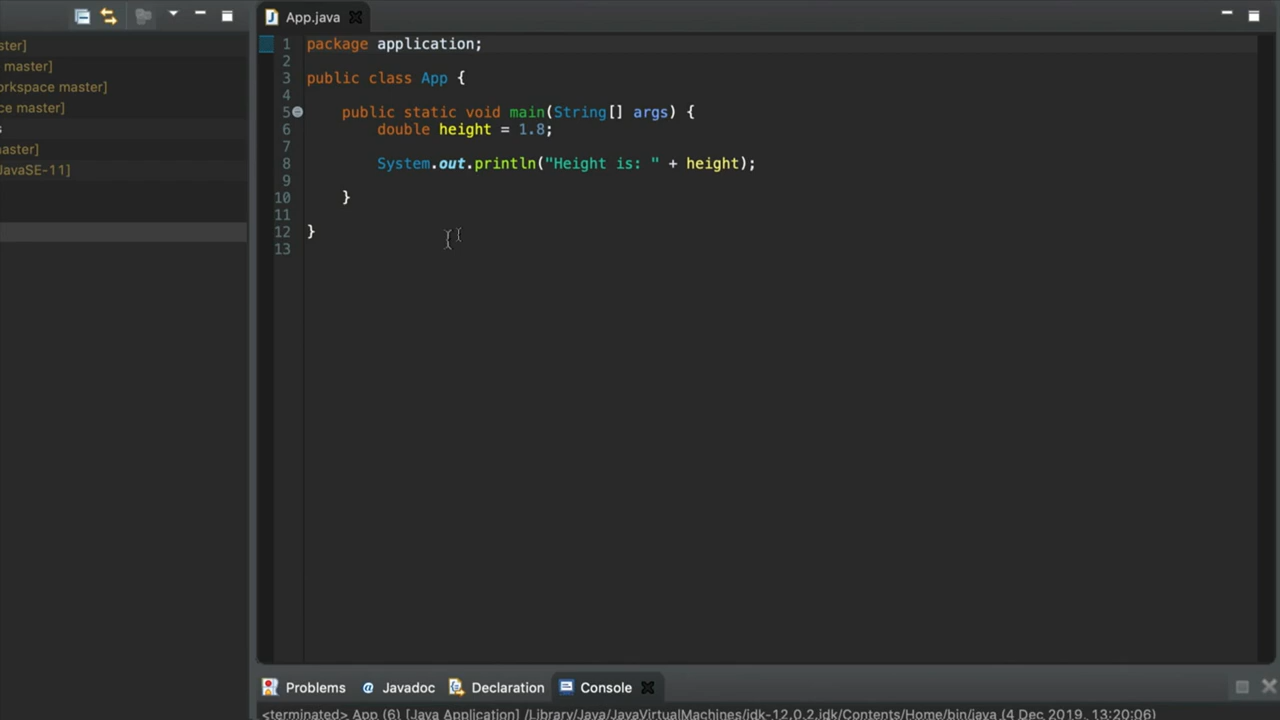 App.java
ster]
master]
orkspace master]
ce master]
s
master]
JavaSE-11]
1 package application;
2
3 public class App {
4
5 public static void main(String[] args) {
6 double height = 1.8;
7
8 System.out.println("Height is: " + height);
9
10 }
11
12 }
13
Problems @ Javadoc Declaration Console
<terminated> App (6) [Java Application] /Library/Java/JavaVirtualMachines/jdk-12.0.2.jdk/Contents/Home/bin/java (4 Dec 2019, 13:20:06)